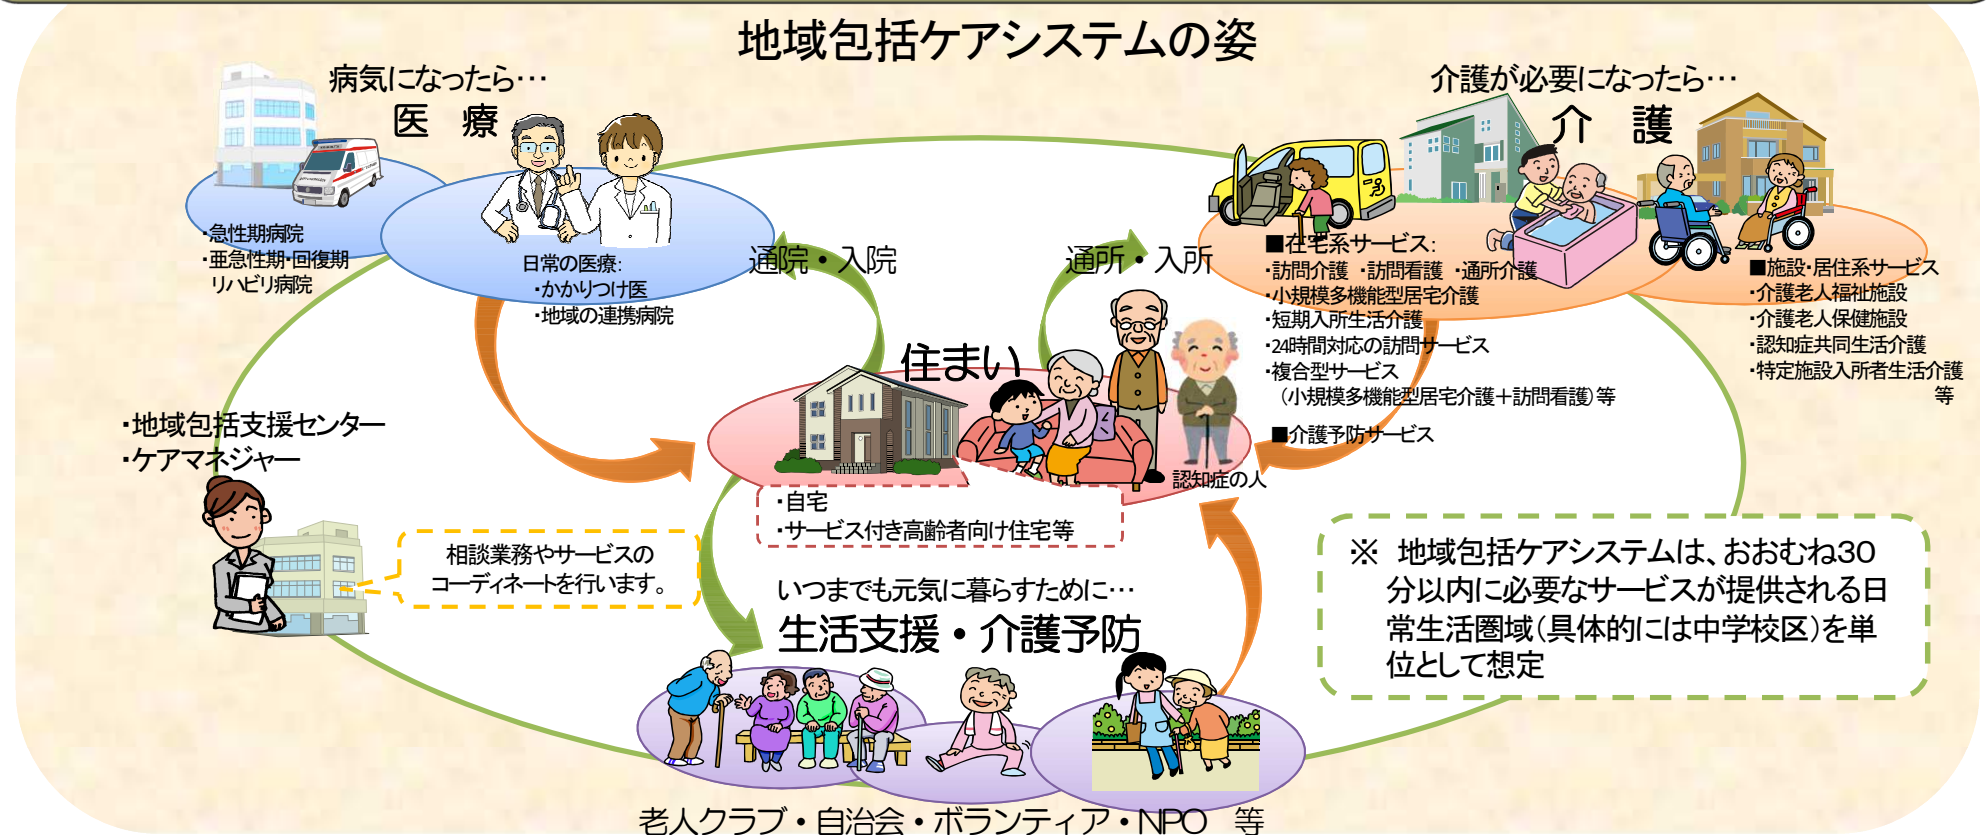 地域包括ケアシステムの姿
病気になったら…
医　療
・急性期病院
・亜急性期・回復期
リハビリ病院
日常の医療：
・かかりつけ医
・地域の連携病院
通院・入院
通所・入所
介護が必要になったら…
介　護
■在宅系サービス：
・訪問介護 ・訪問看護 ・通所介護
・小規模多機能型居宅介護
・短期入所生活介護
・24時間対応の訪問サービス
・複合型サービス
（小規模多機能型居宅介護＋訪問看護）等
■介護予防サービス
■施設・居住系サービス
・介護老人福祉施設
・介護老人保健施設
・認知症共同生活介護
・特定施設入所者生活介護
等
住まい
認知症の人
・自宅
・サービス付き高齢者向け住宅等
・地域包括支援センター
・ケアマネジャー
相談業務やサービスの
コーディネートを行います。
いつまでも元気に暮らすために…
生活支援・介護予防
老人クラブ・自治会・ボランティア・NPO　等
※　地域包括ケアシステムは、おおむね30
分以内に必要なサービスが提供される日
常生活圏域（具体的には中学校区）を単
位として想定